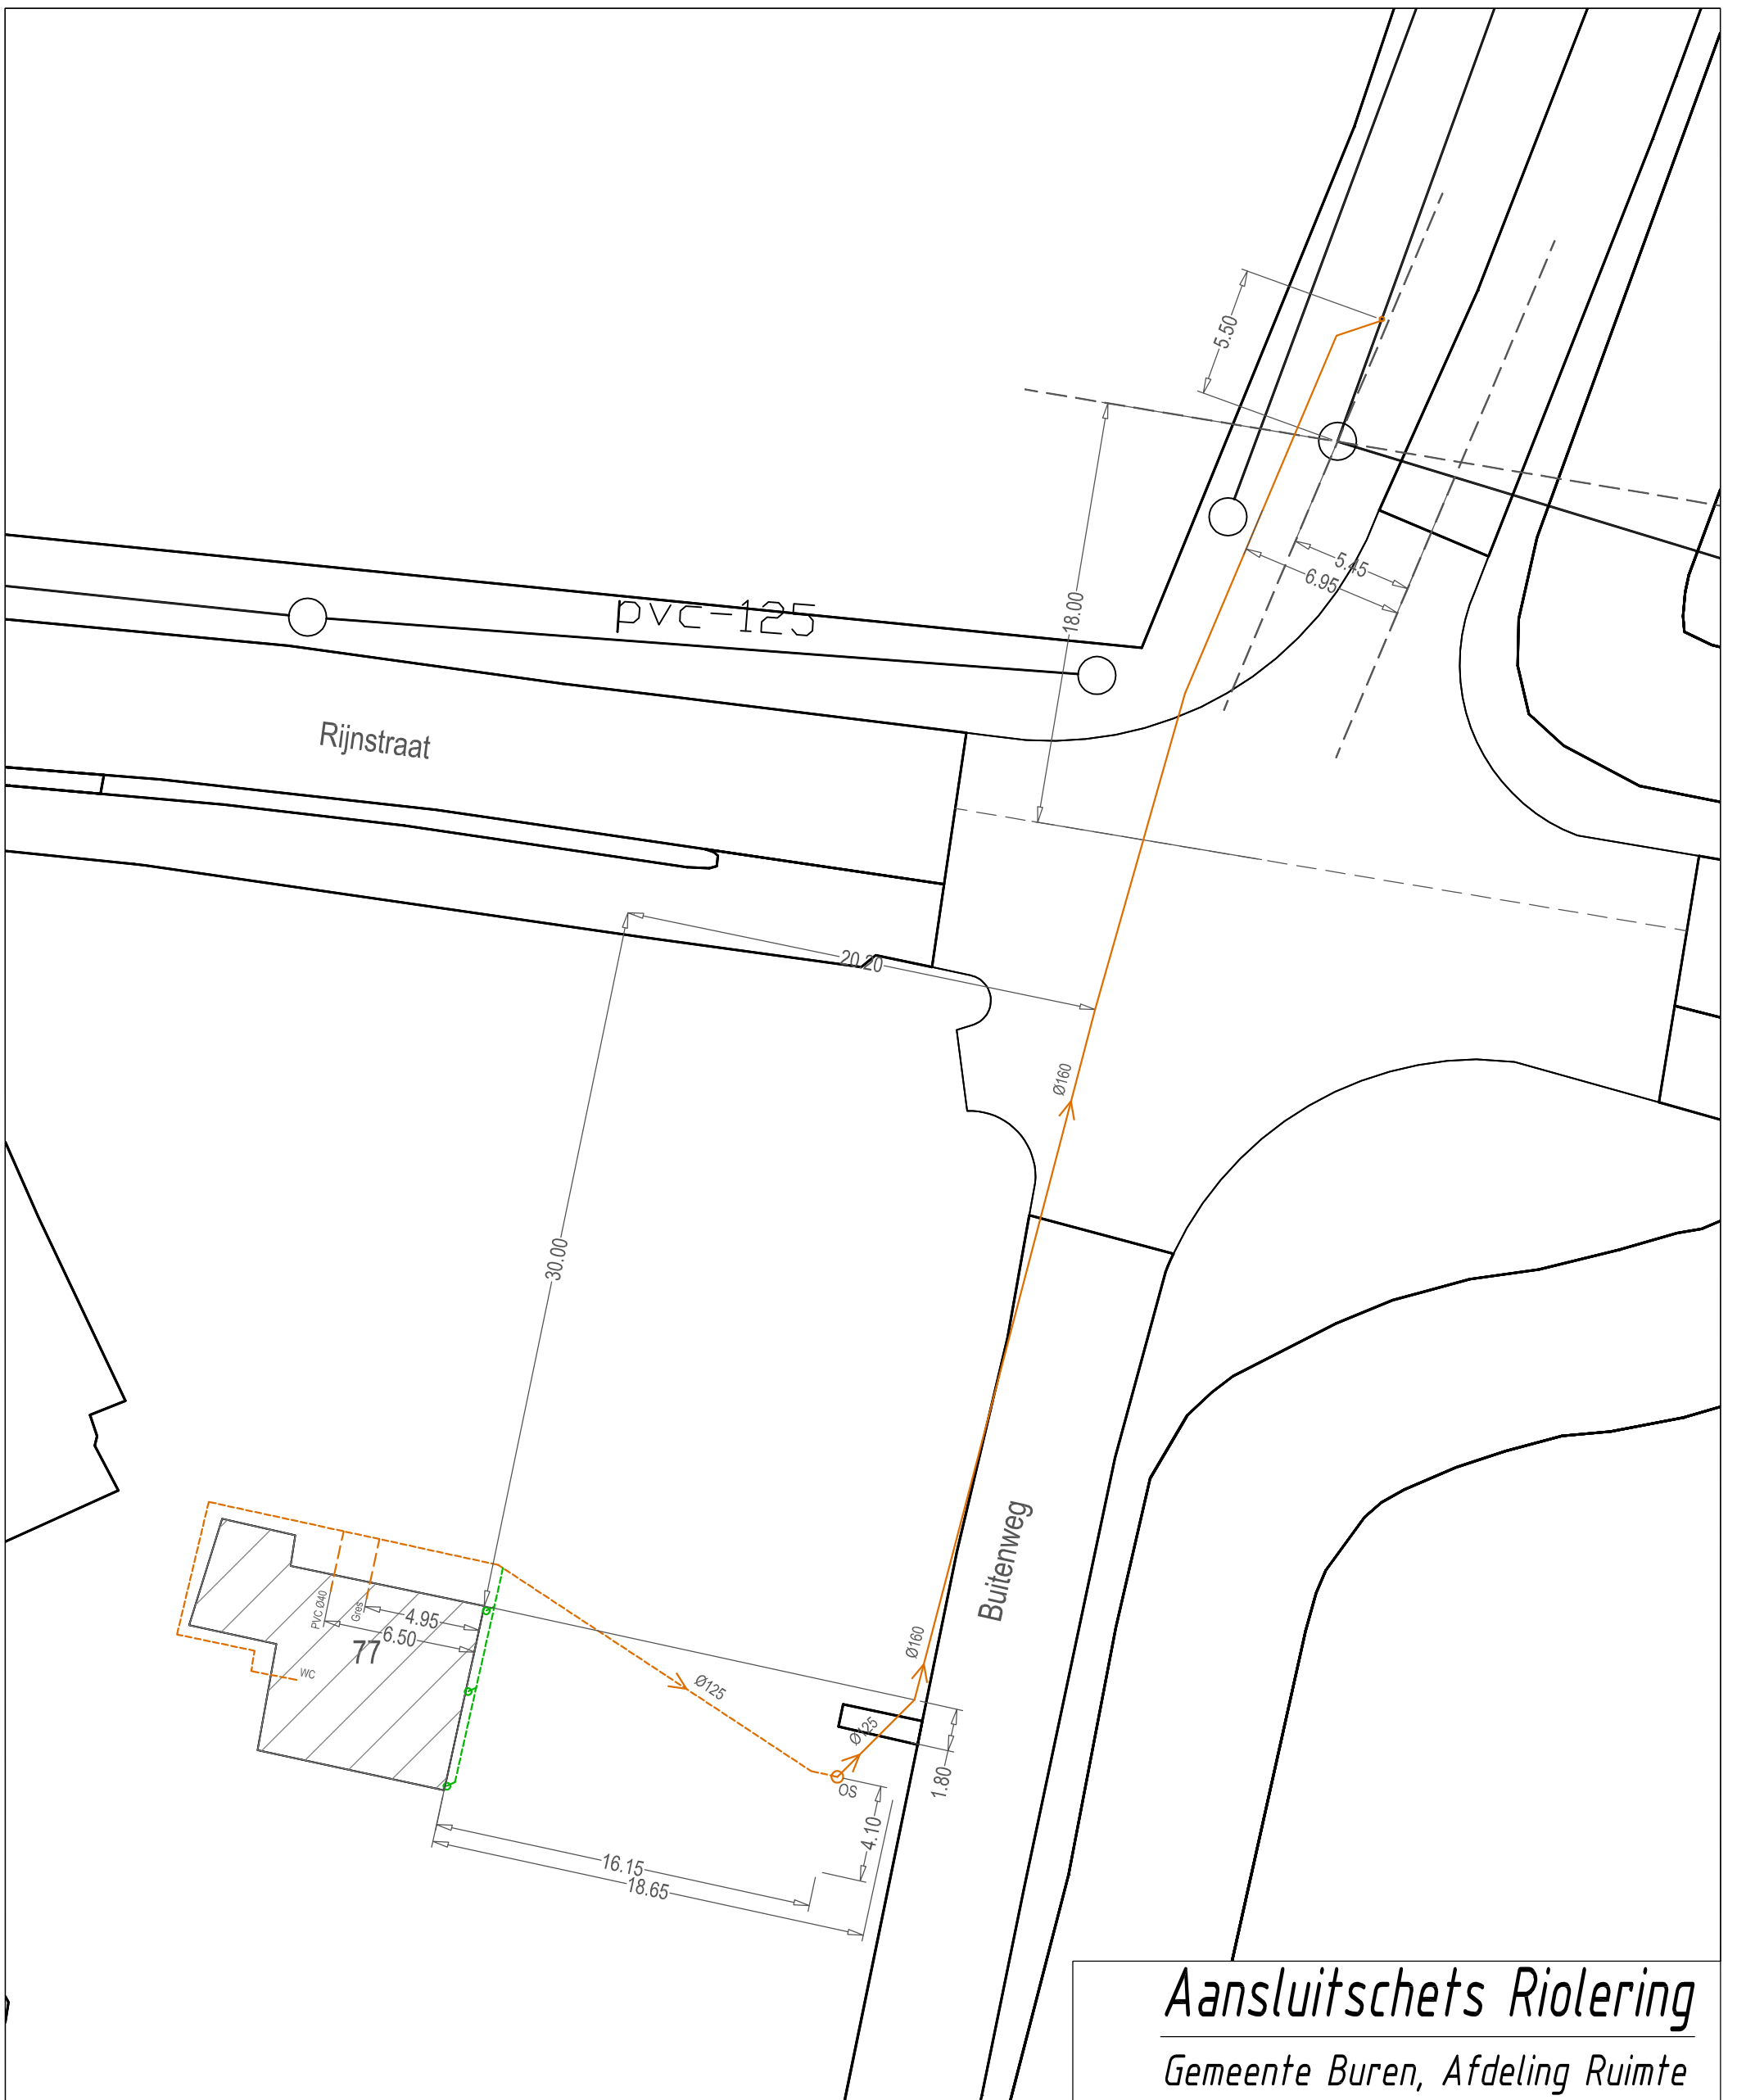 5.50
5.45
6.95
18.00
pvc-125
Rijnstraat
20.20
Ø160
30.00
Buitenweg
PVC Ø40
Gres
4.95
6.50
77
WC
Ø160
Ø125
Ø125
OS
1.80
4.10
16.15
18.65
Aansluitschets Riolering
Gemeente Buren, Afdeling Ruimte